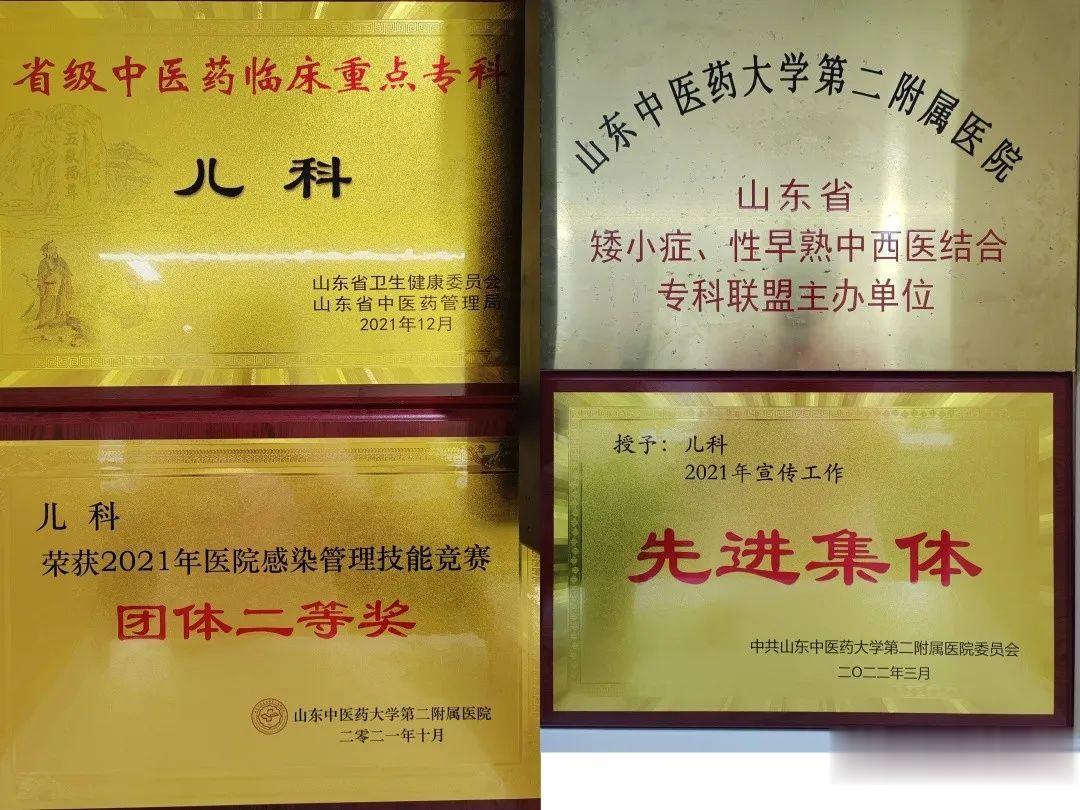 省级中医药临床重点专科
儿科
山东省卫生健康委员会
山东省中医药管理局
2021年12月
山东中医药大学第二附属医院
山东省
矮小症、性早熟中西医结合
专科联盟主办单位
儿科
荣获2021年医院感染管理技能竞赛
团体二等奖
山东中医药大学第二附属医院
二零二一年十月
授予：儿科
2021年宣传工作
先进集体
中共山东中医药大学第二附属医院委员会
二〇二二年三月